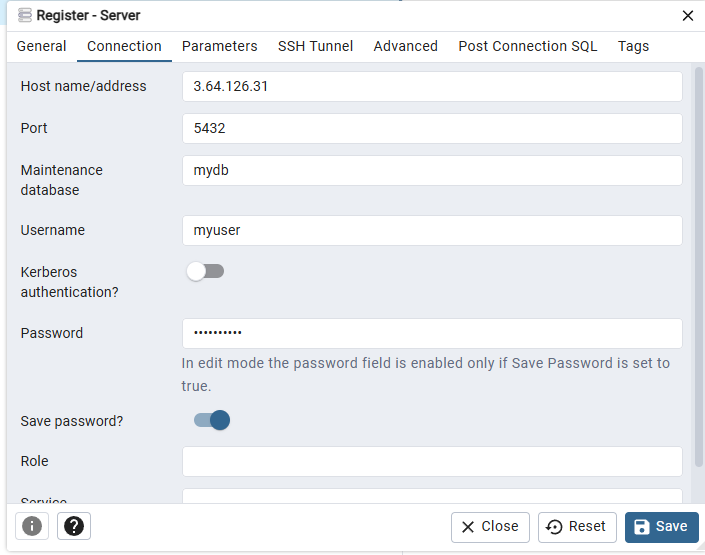 Register - Server
General Connection Parameters SSH Tunnel Advanced Post Connection SQL Tags
Host name/address 3.64.126.31
Port 5432
Maintenance
database
mydb
Username myuser
Kerberos
authentication?
Password ••••••••••
In edit mode the password field is enabled only if Save Password is set to
true.
Save password?
Role
Service
Close Reset Save